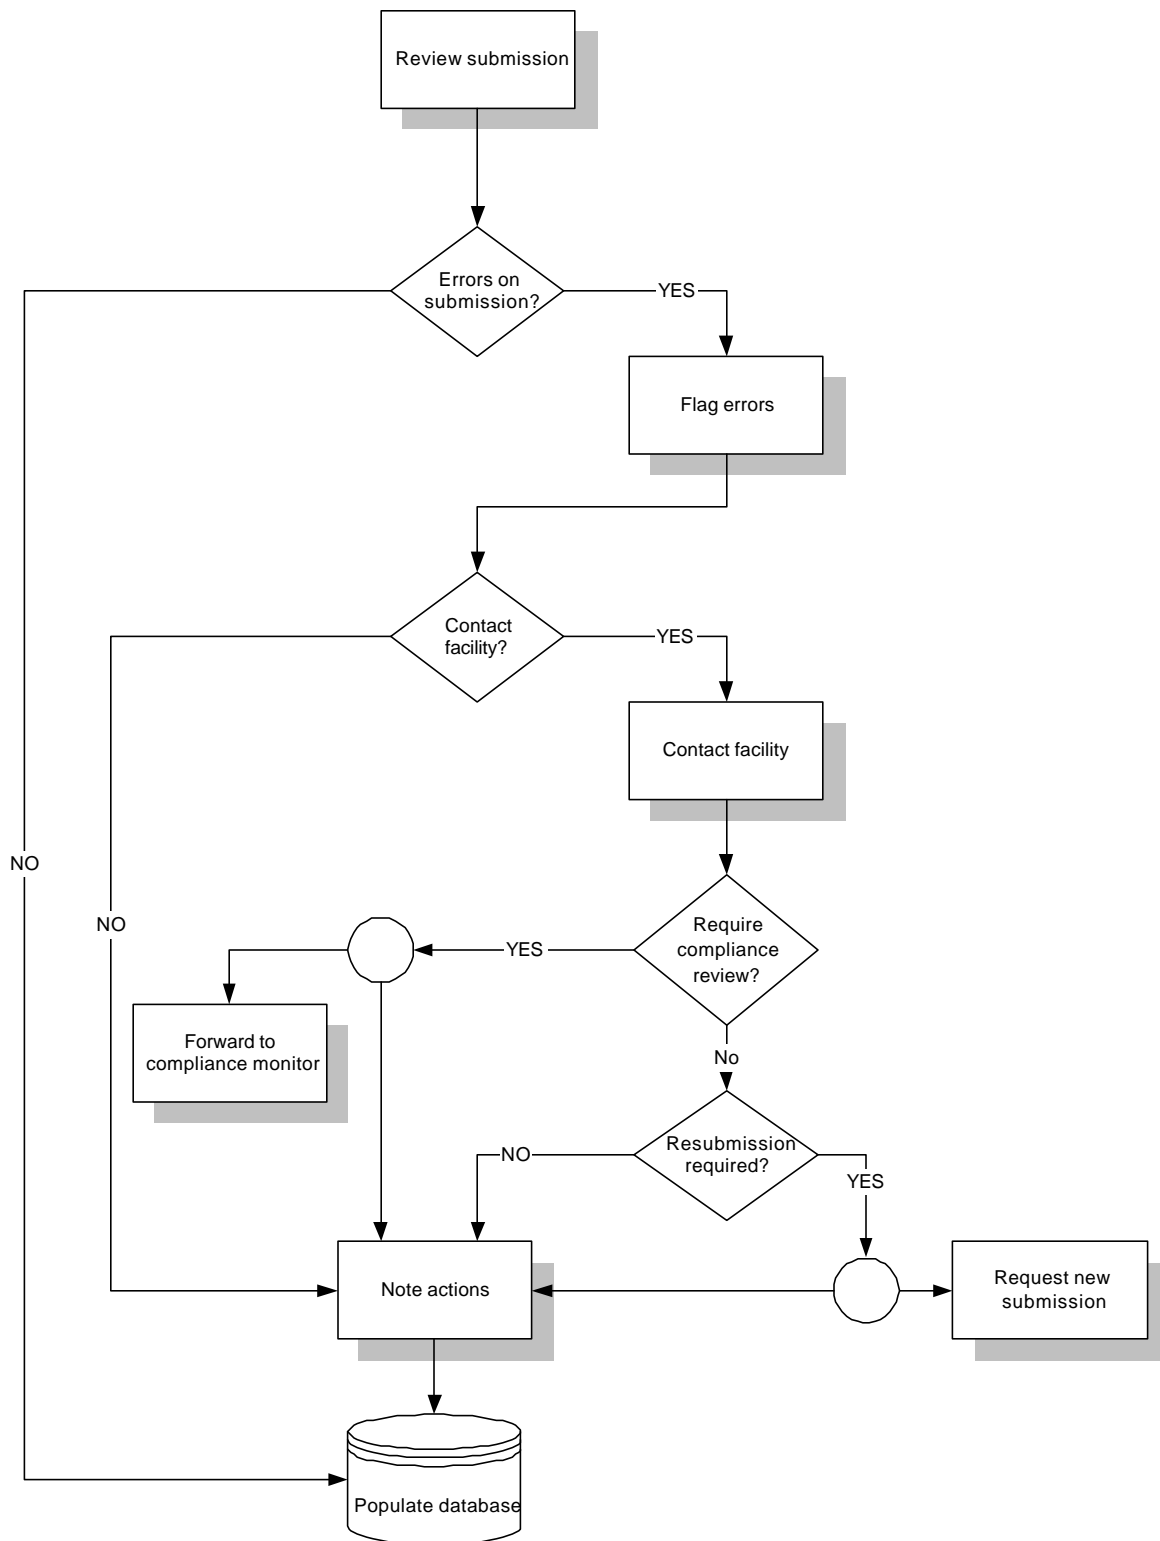 Review submission
Errors on
submission?
YES
Flag errors
Contact
facility?
YES
Contact facility
NO
NO
Require
compliance
review?
YES
Forward to
compliance monitor
No
Resubmission
required?
NO
YES
Note actions
Request new
submission
Populate database